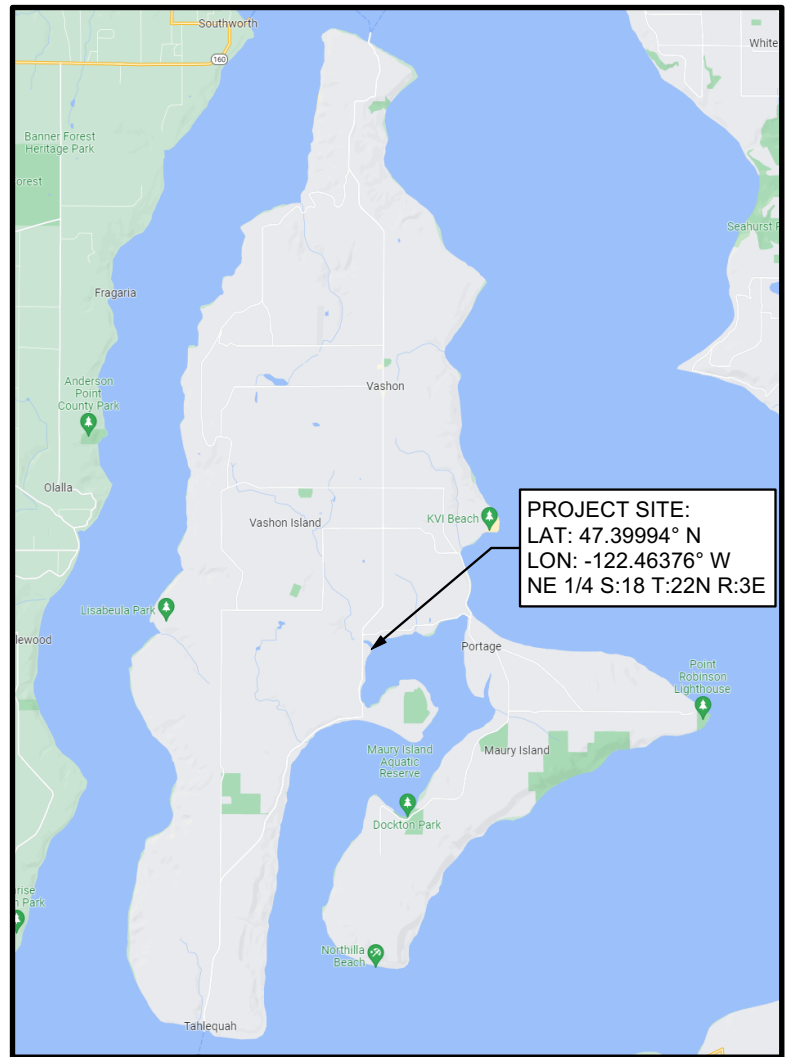 Southworth
160
White
Banner Forest
Heritage Park
orest
Seahurst
Fragaria
Anderson
Point
County Park
Vashon
Olalla
Vashon Island
KVI Beach
PROJECT SITE:
LAT: 47.39994° N
LON: -122.46376° W
NE 1/4 S:18 T:22N R:3E
Lisabeula Park
lewood
Portage
Point
Robinson
Lighthouse
Maury Island
Aquatic
Reserve
Maury Island
Dockton Park
nrise
n Park
Northilla
Beach
Tahlequah